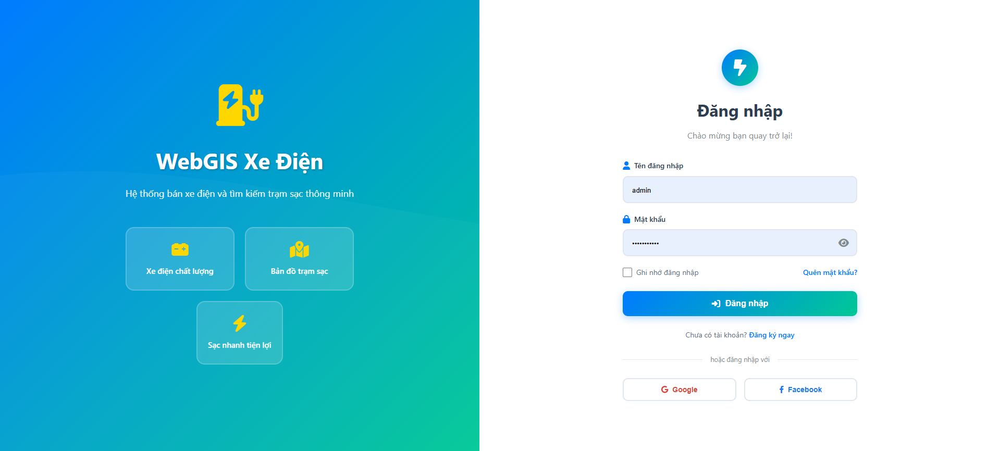 WebGIS Xe Điện
Hệ thống bán xe điện và tìm kiếm trạm sạc thông minh
Xe điện chất lượng
Bản đồ trạm sạc
Sạc nhanh tiện lợi
Đăng nhập
Chào mừng bạn quay trở lại!
Tên đăng nhập
admin
Mật khẩu
•••••••••••
Ghi nhớ đăng nhập
Quên mật khẩu?
Đăng nhập
Chưa có tài khoản? Đăng ký ngay
hoặc đăng nhập với
Google
Facebook